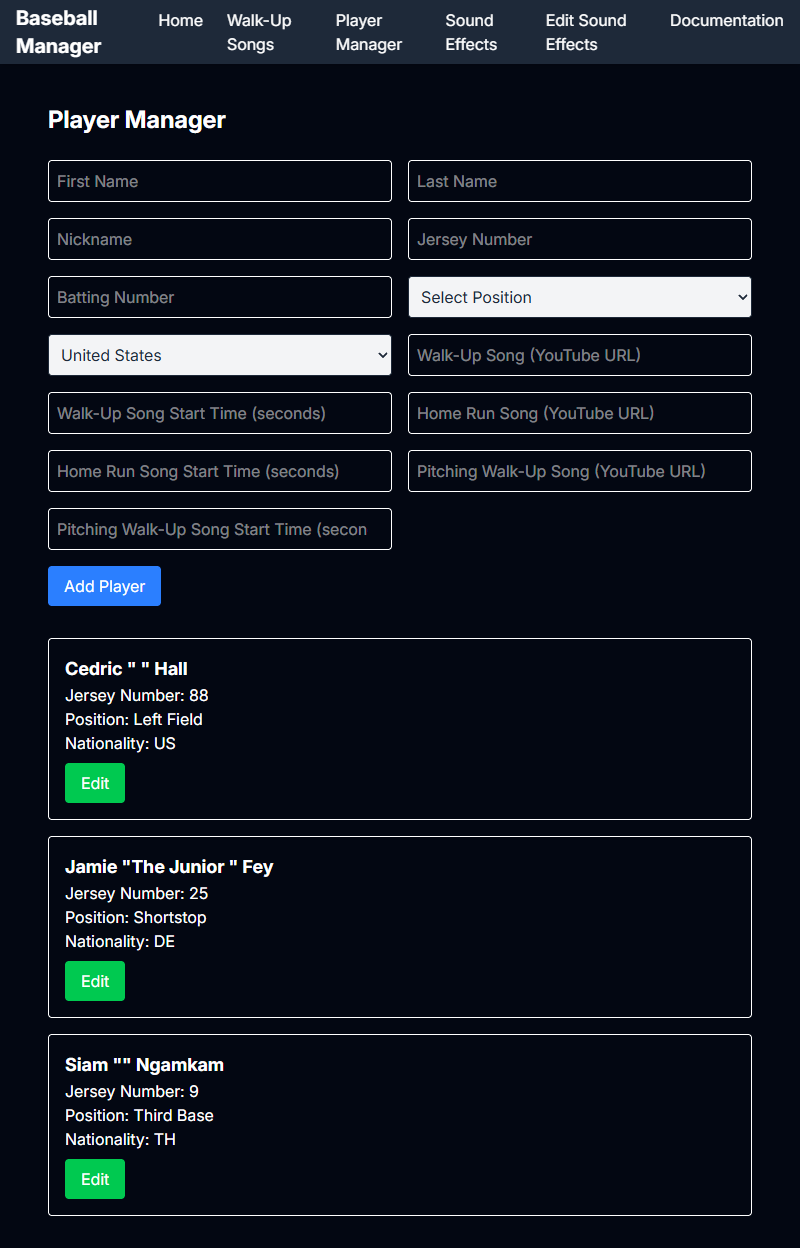 Baseball Manager
Home
Walk-Up Songs
Player Manager
Sound Effects
Edit Sound Effects
Documentation
Player Manager
First Name
Last Name
Nickname
Jersey Number
Batting Number
Select Position
United States
Walk-Up Song (YouTube URL)
Walk-Up Song Start Time (seconds)
Home Run Song (YouTube URL)
Home Run Song Start Time (seconds)
Pitching Walk-Up Song (YouTube URL)
Pitching Walk-Up Song Start Time (secon
Add Player
Cedric " " Hall
Jersey Number: 88
Position: Left Field
Nationality: US
Edit
Jamie "The Junior " Fey
Jersey Number: 25
Position: Shortstop
Nationality: DE
Edit
Siam "" Ngamkam
Jersey Number: 9
Position: Third Base
Nationality: TH
Edit